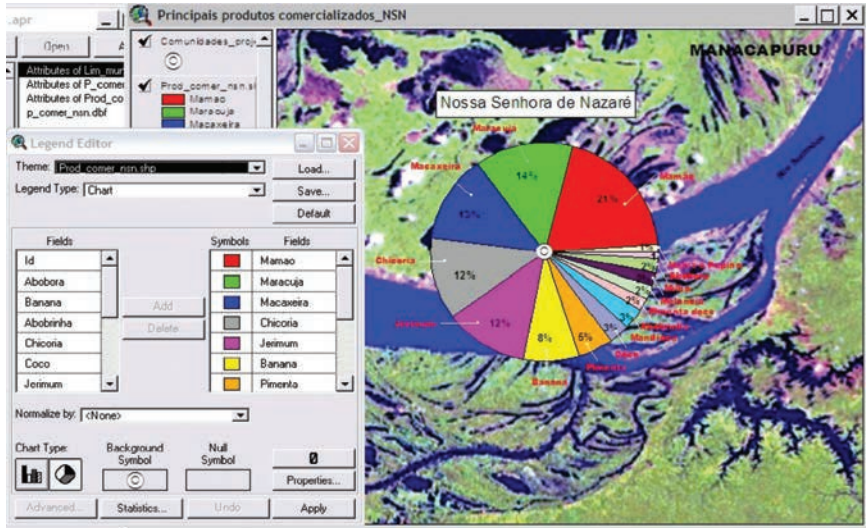 .apr
Principais produtos comercializados_NSN
Open
Attributes of Lim_mun
Attributes of P_comer
Attributes of Prod_co
p_comer_nsn.dbf
Comunidades_proj
Prod_comer_nsn.sl
Mamao
Maracuja
Macaxeira
MANACAPURU
Nossa Senhora de Nazaré
Maracuja
Macaxeira
14%
21%
Mamão
13%
1%
Chicoria
12%
2%
2%
2%
3%
3%
Jerimum
12%
8%
5%
Pimenta
Banana
Legend Editor
Theme: Prod_comer_nsn.shp
Load...
Legend Type: Chart
Save...
Default
Fields
Symbols
Fields
Id
Mamao
Abobora
Maracuja
Banana
Macaxeira
Add
Abobrinha
Chicoria
Delete
Chicoria
Jerimum
Coco
Banana
Jerimum
Pimenta
Normalize by: <None>
Chart Type:
Background
Symbol
Null
Symbol
Properties...
Advanced...
Statistics...
Undo
Apply